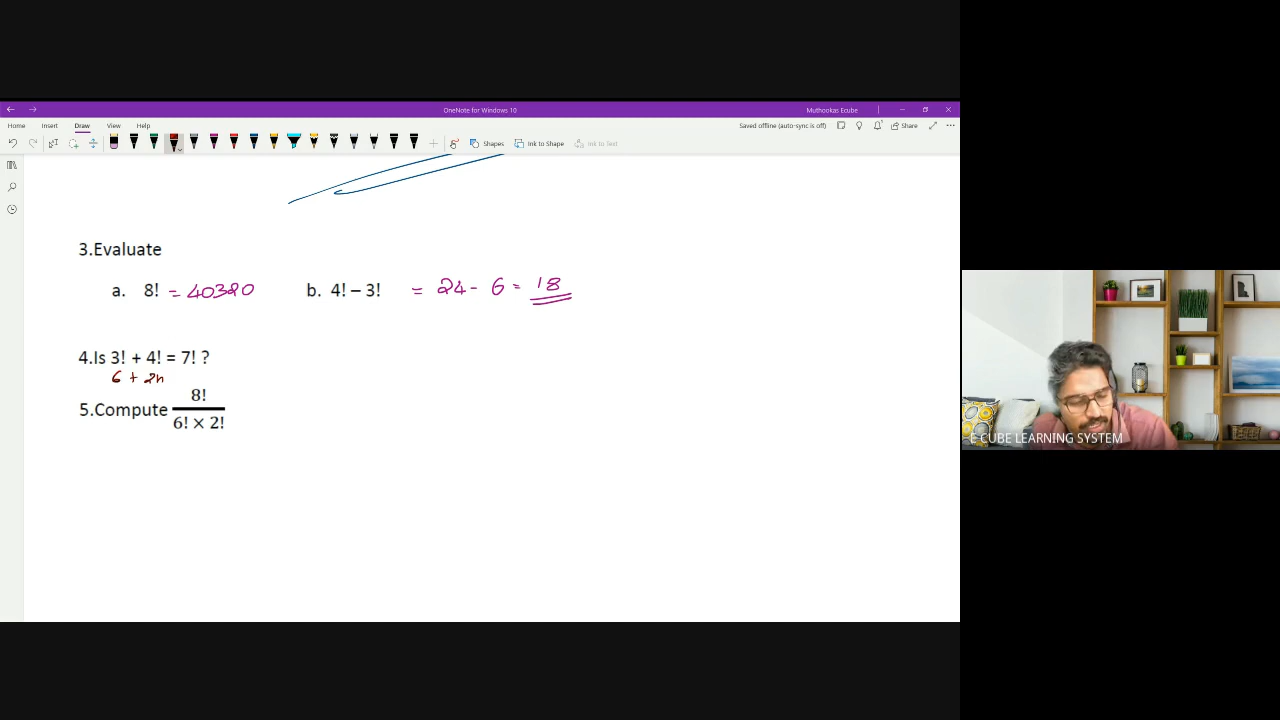 OneNote for Windows 10
Muthookas Ecube
Home Insert Draw View Help
Saved offline (auto-sync is off)
Share
Shapes
Ink to Shape
Ink to Text
3.Evaluate
a. 8! = 40320 b. 4! – 3! = 24 - 6 = 18
4.Is 3! + 4! = 7! ?
6 + 24
5.Compute 8!
6! × 2!
E CUBE LEARNING SYSTEM